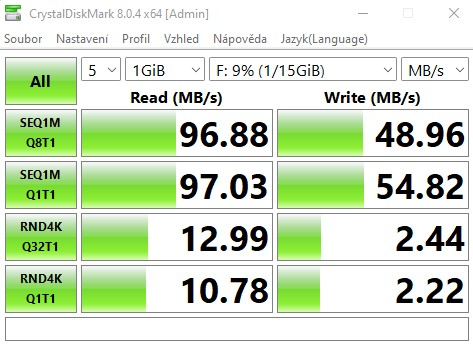 CrystalDiskMark 8.0.4 x64 [Admin]
Soubor Nastavení Profil Vzhled Nápověda Jazyk(Language)
All 5 1GiB F: 9% (1/15GiB) MB/s
Read (MB/s) Write (MB/s)
SEQ1M
Q8T1 96.88 48.96
SEQ1M
Q1T1 97.03 54.82
RND4K
Q32T1 12.99 2.44
RND4K
Q1T1 10.78 2.22